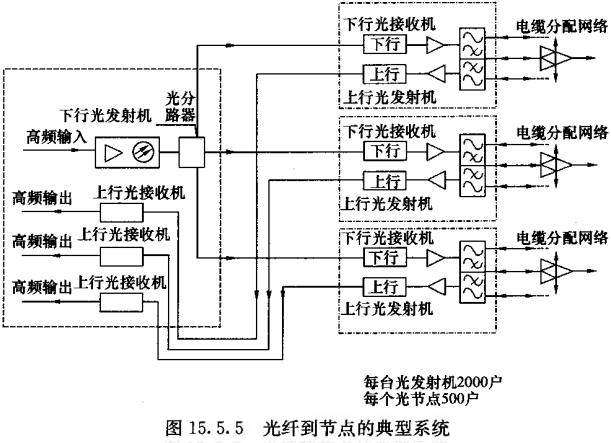 下行光接收机
下行
上行
上行光发射机
电缆分配网络
下行光发射机
光分
路器
高频输入
下行光接收机
下行
上行
上行光发射机
电缆分配网络
高频输出
上行光接收机
高频输出
上行光接收机
高频输出
上行光接收机
下行光接收机
下行
上行
上行光发射机
电缆分配网络
每台光发射机2000户
每个光节点500户
图 15.5.5 光纤到节点的典型系统